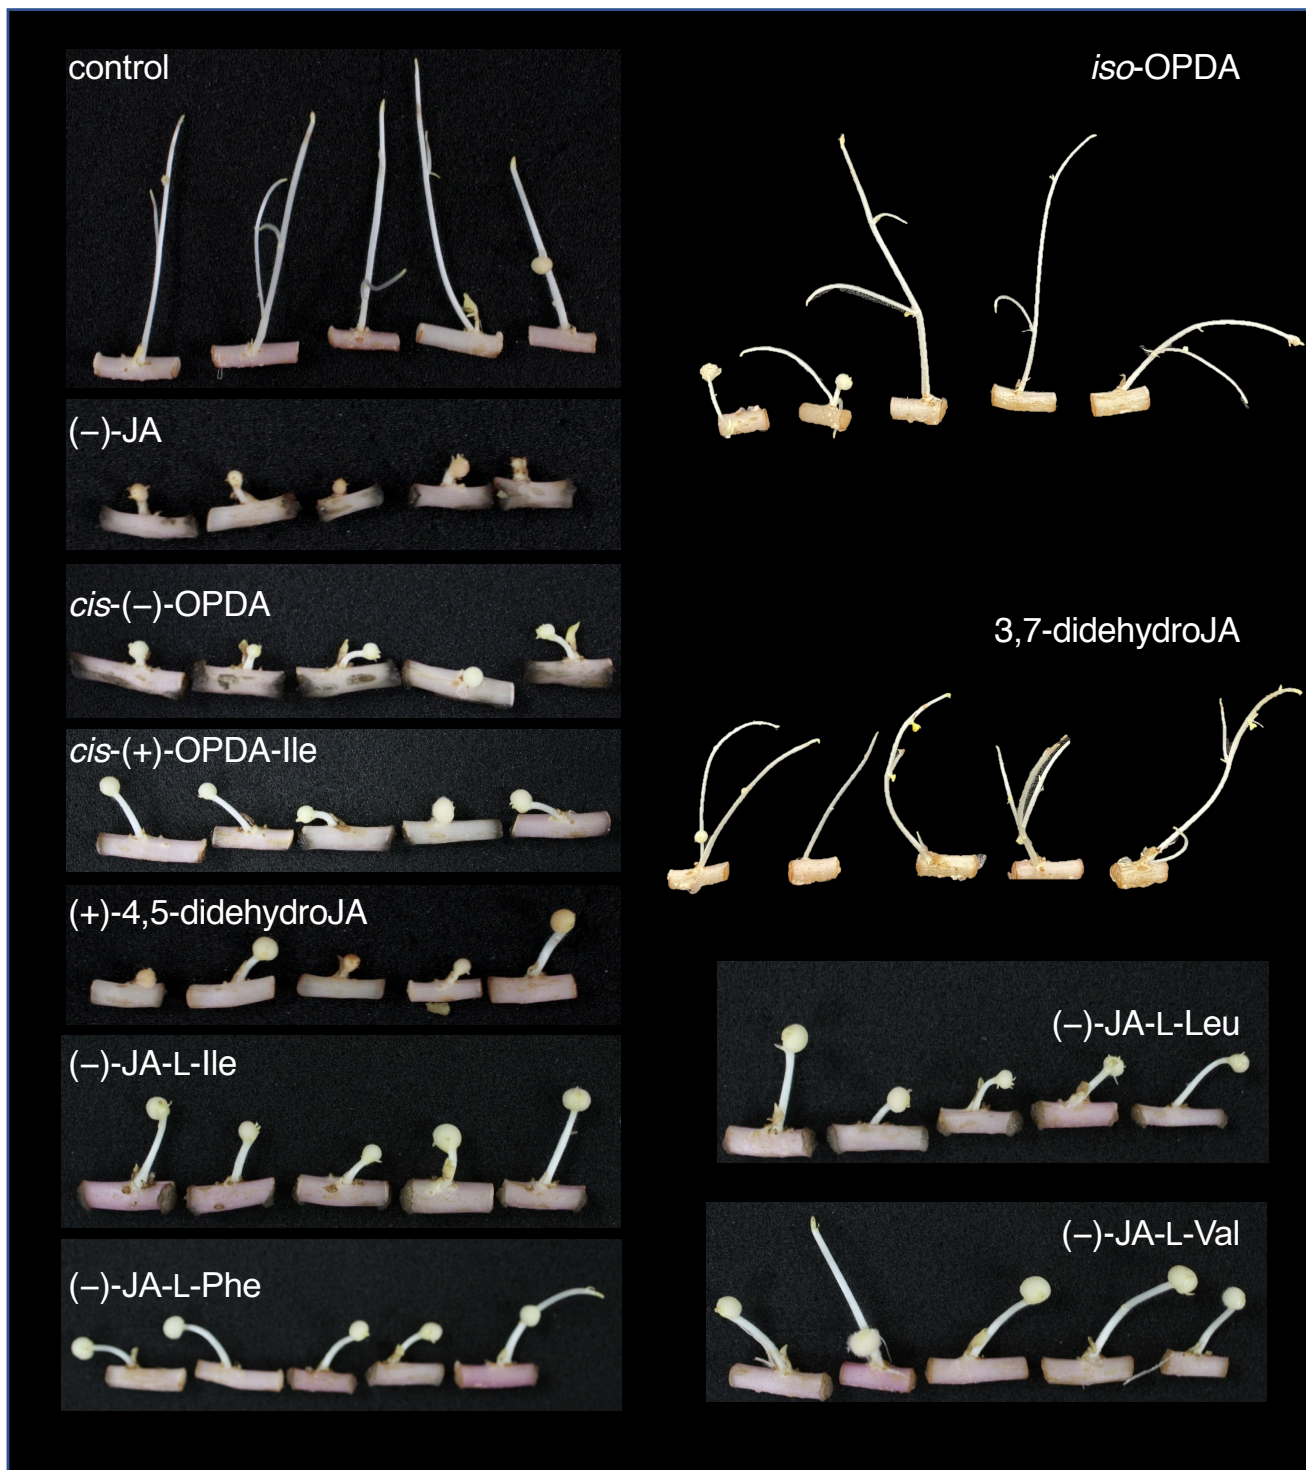 control
iso-OPDA
(–)-JA
cis-(–)-OPDA
3,7-didehydroJA
cis-(+)-OPDA-Ile
(+)-4,5-didehydroJA
(–)-JA-L-Leu
(–)-JA-L-Ile
(–)-JA-L-Val
(–)-JA-L-Phe